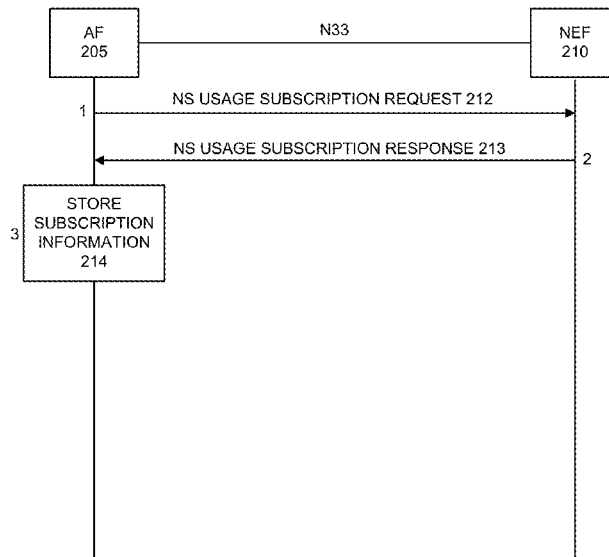 AF
205
N33
NEF
210
1
NS USAGE SUBSCRIPTION REQUEST 212
NS USAGE SUBSCRIPTION RESPONSE 213
2
3
STORE
SUBSCRIPTION
INFORMATION
214